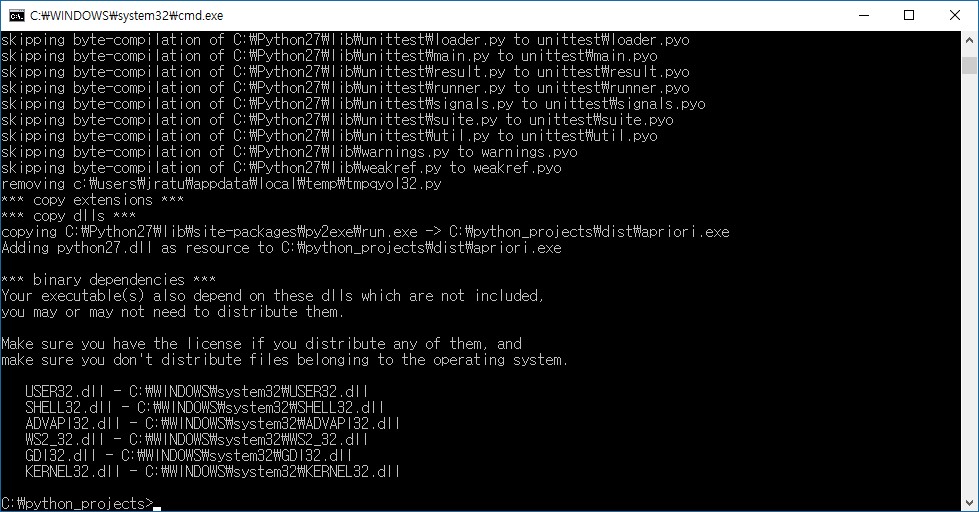 C:₩WINDOWS₩system32₩cmd.exe
skipping byte-compilation of C:₩Python27₩lib₩unittest₩loader.py to unittest₩loader.pyo
skipping byte-compilation of C:₩Python27₩lib₩unittest₩main.py to unittest₩main.pyo
skipping byte-compilation of C:₩Python27₩lib₩unittest₩result.py to unittest₩result.pyo
skipping byte-compilation of C:₩Python27₩lib₩unittest₩runner.py to unittest₩runner.pyo
skipping byte-compilation of C:₩Python27₩lib₩unittest₩signals.py to unittest₩signals.pyo
skipping byte-compilation of C:₩Python27₩lib₩unittest₩suite.py to unittest₩suite.pyo
skipping byte-compilation of C:₩Python27₩lib₩unittest₩util.py to unittest₩util.pyo
skipping byte-compilation of C:₩Python27₩lib₩warnings.py to warnings.pyo
skipping byte-compilation of C:₩Python27₩lib₩weakref.py to weakref.pyo
removing c:₩users₩jratu₩appdata₩local₩temp₩tmpqyol32.py
*** copy extensions ***
*** copy dlls ***
copying C:₩Python27₩lib₩site-packages₩py2exe₩run.exe -> C:₩python_projects₩dist₩apriori.exe
Adding python27.dll as resource to C:₩python_projects₩dist₩apriori.exe
*** binary dependencies ***
Your executable(s) also depend on these dlls which are not included,
you may or may not need to distribute them.
Make sure you have the license if you distribute any of them, and
make sure you don't distribute files belonging to the operating system.
USER32.dll - C:₩WINDOWS₩system32₩USER32.dll
SHELL32.dll - C:₩WINDOWS₩system32₩SHELL32.dll
ADVAPI32.dll - C:₩WINDOWS₩system32₩ADVAPI32.dll
WS2_32.dll - C:₩WINDOWS₩system32₩WS2_32.dll
GDI32.dll - C:₩WINDOWS₩system32₩GDI32.dll
KERNEL32.dll - C:₩WINDOWS₩system32₩KERNEL32.dll
C:₩python_projects>